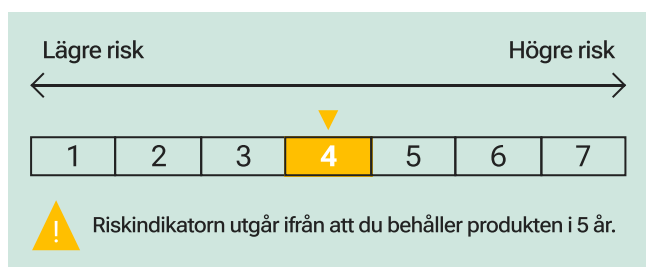 Lägre risk Högre risk
1 2 3 4 5 6 7
! Riskindikatorn utgår ifrån att du behåller produkten i 5 år.